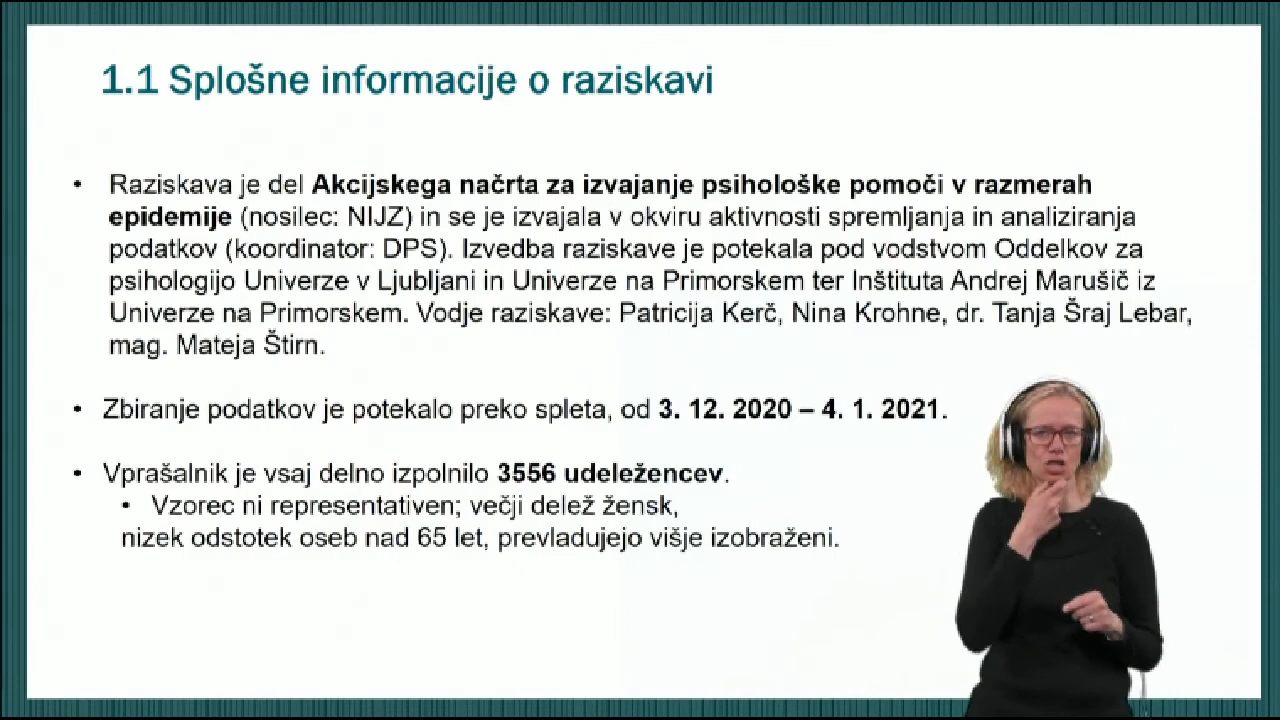 1.1 Splošne informacije o raziskavi
• Raziskava je del Akcijskega načrta za izvajanje psihološke pomoči v razmerah
epidemije (nosilec: NIJZ) in se je izvajala v okviru aktivnosti spremljanja in analiziranja
podatkov (koordinator: DPS). Izvedba raziskave je potekala pod vodstvom Oddelkov za
psihologijo Univerze v Ljubljani in Univerze na Primorskem ter Inštituta Andrej Marušič iz
Univerze na Primorskem. Vodje raziskave: Patricija Kerč, Nina Krohne, dr. Tanja Šraj Lebar,
mag. Mateja Štirn.
• Zbiranje podatkov je potekalo preko spleta, od 3. 12. 2020 – 4. 1. 2021.
• Vprašalnik je vsaj delno izpolnilo 3556 udeležencev.
• Vzorec ni representativen; večji delež žensk,
nizek odstotek oseb nad 65 let, prevladujejo višje izobraženi.